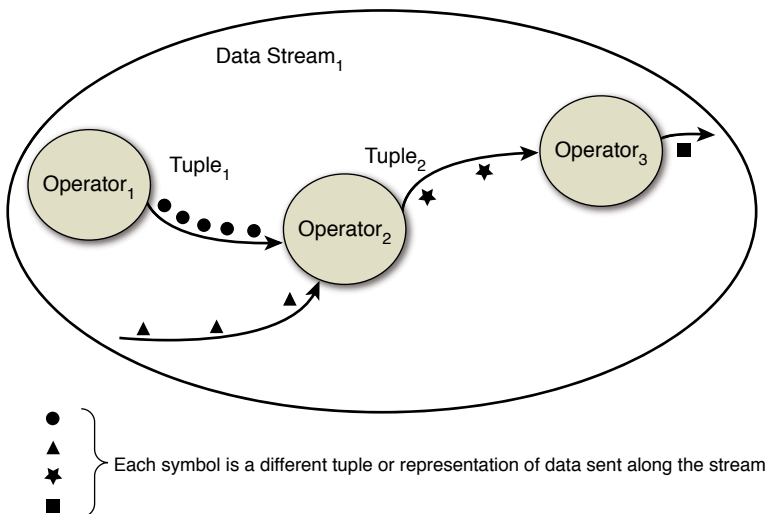 Data Stream₁
Tuple₁
Tuple₂
Operator₁
Operator₂
Operator₃
Each symbol is a different tuple or representation of data sent along the stream